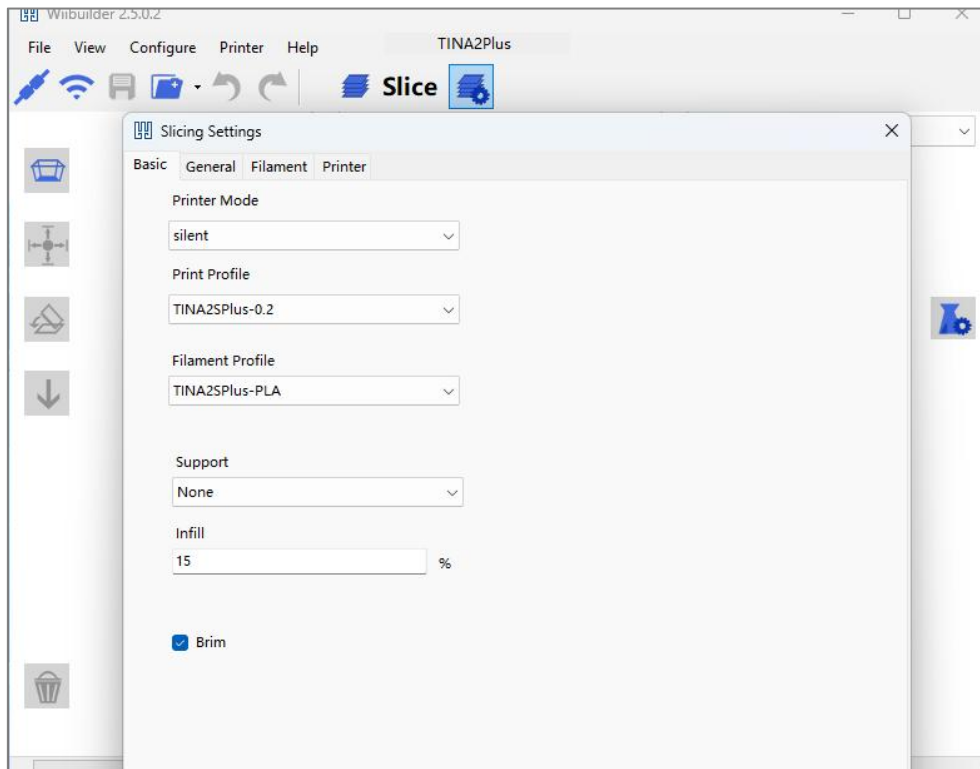 Wiibuilder 2.5.0.2
File View Configure Printer Help TINA2Plus
Slice
Slicing Settings
Basic General Filament Printer
Printer Mode
silent
Print Profile
TINA2SPlus-0.2
Filament Profile
TINA2SPlus-PLA
Support
None
Infill
15 %
Brim